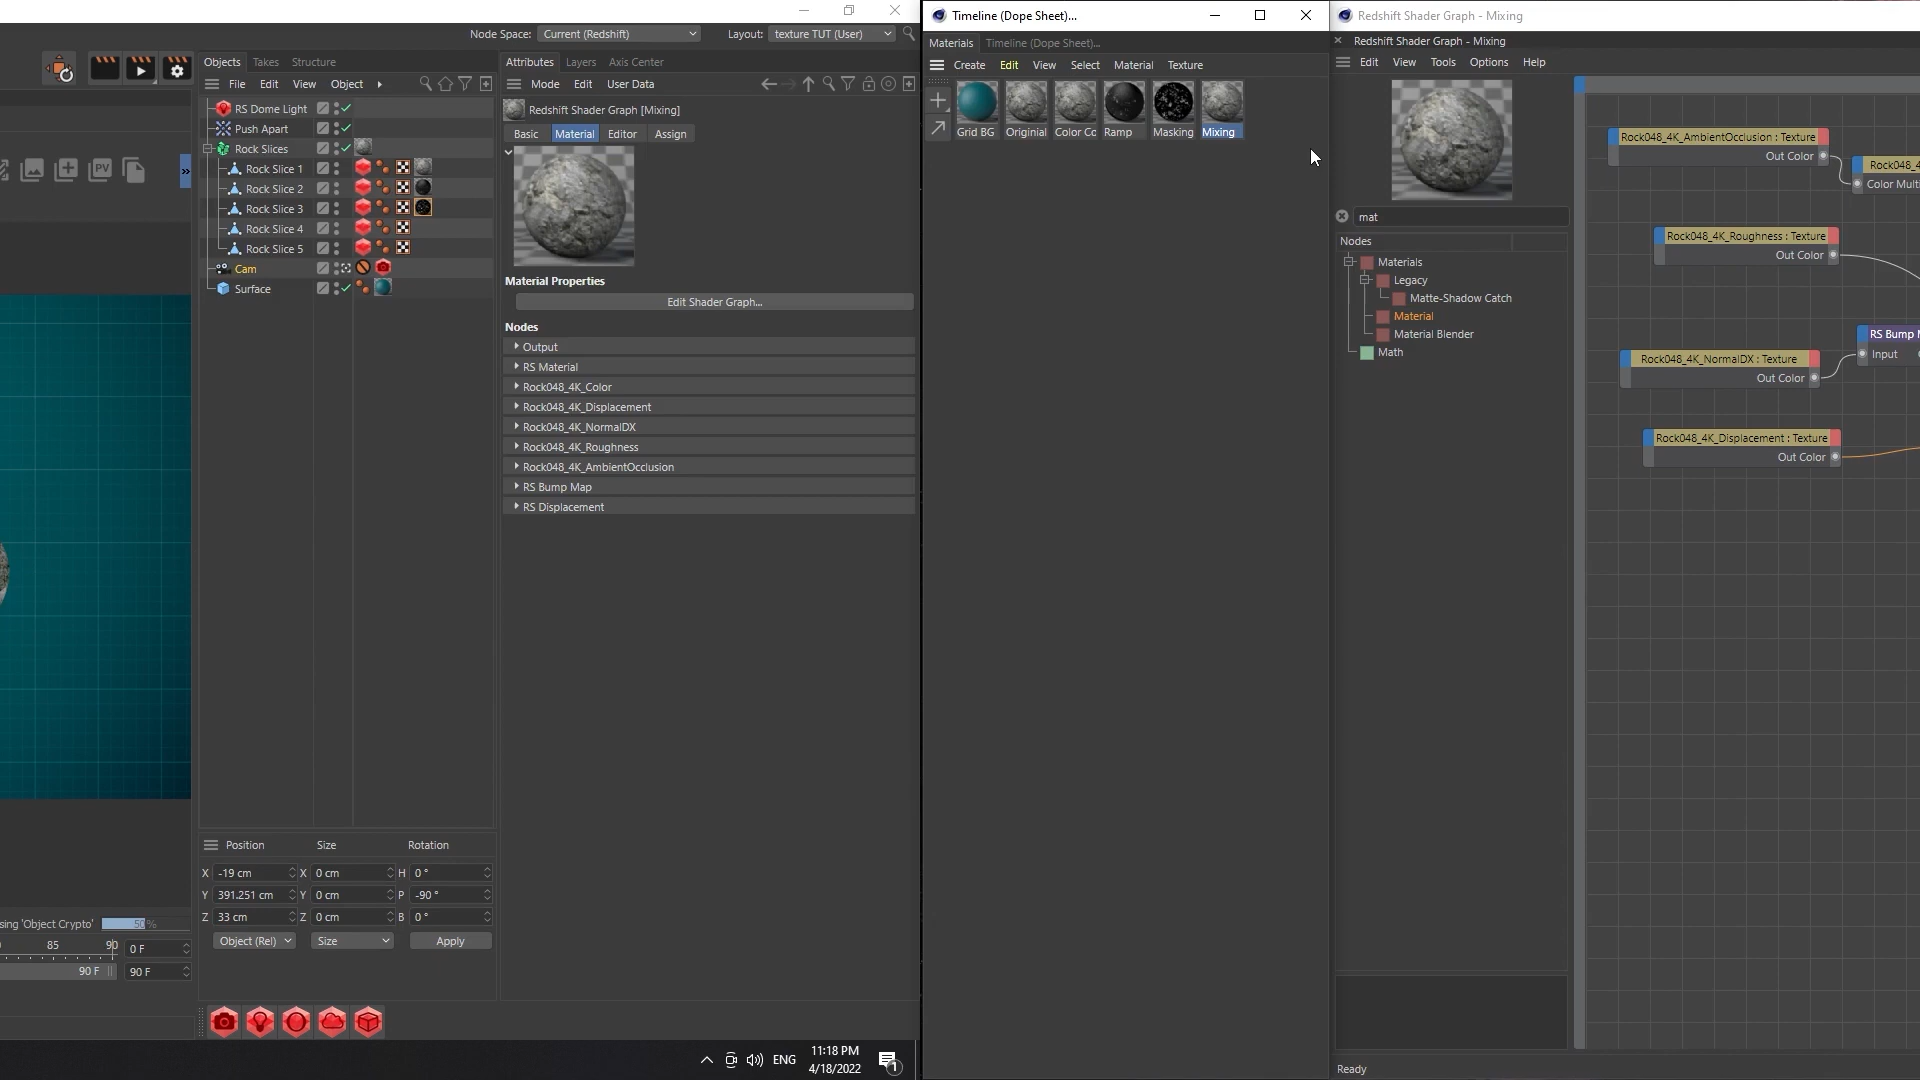 Node Space: Current (Redshift) Layout: texture TUT (User)
Objects Takes Structure
File Edit View Object
RS Dome Light
Push Apart
Rock Slices
Rock Slice 1
Rock Slice 2
Rock Slice 3
Rock Slice 4
Rock Slice 5
Cam
Surface
Position Size Rotation
X -19 cm X 0 cm H 0 °
Y 391.251 cm Y 0 cm P -90 °
Z 33 cm Z 0 cm B 0 °
Object (Rel) Size Apply
sing 'Object Crypto' 50%
85 90 0 F
90 F 90 F
Attributes Layers Axis Center
Mode Edit User Data
Redshift Shader Graph [Mixing]
Basic Material Editor Assign
Material Properties
Edit Shader Graph...
Nodes
Output
RS Material
Rock048_4K_Color
Rock048_4K_Displacement
Rock048_4K_NormalDX
Rock048_4K_Roughness
Rock048_4K_AmbientOcclusion
RS Bump Map
RS Displacement
ENG 11:18 PM
4/18/2022
1
Timeline (Dope Sheet)...
Materials Timeline (Dope Sheet)...
Create Edit View Select Material Texture
Grid BG Originial Color Cc Ramp Masking Mixing
Redshift Shader Graph - Mixing
Redshift Shader Graph - Mixing
Edit View Tools Options Help
mat
Nodes
Materials
Legacy
Matte-Shadow Catch
Material
Material Blender
Math
Ready
Rock048_4K_AmbientOcclusion : Texture
Out Color
Rock048_4
Color Multi
Rock048_4K_Roughness : Texture
Out Color
RS Bump M
Input
Rock048_4K_NormalDX : Texture
Out Color
Rock048_4K_Displacement : Texture
Out Color